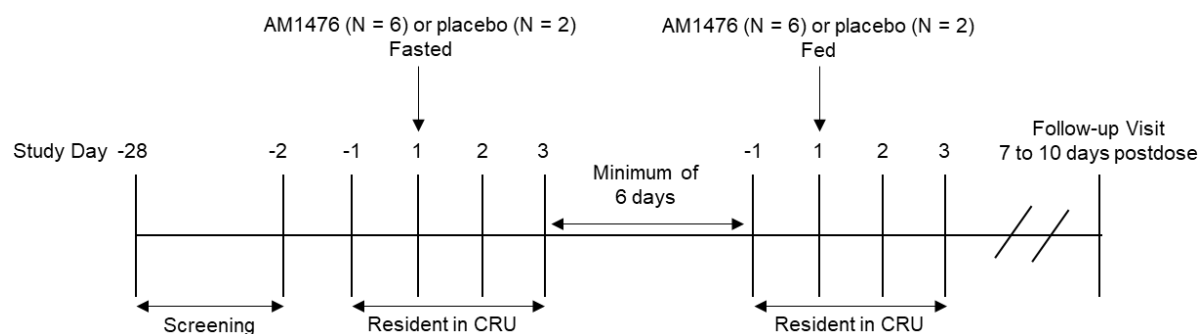 AM1476 (N = 6) or placebo (N = 2)
Fasted
AM1476 (N = 6) or placebo (N = 2)
Fed
Study Day -28 -2 -1 1 2 3
Minimum of
6 days
-1 1 2 3
Follow-up Visit
7 to 10 days postdose
Screening
Resident in CRU
Resident in CRU